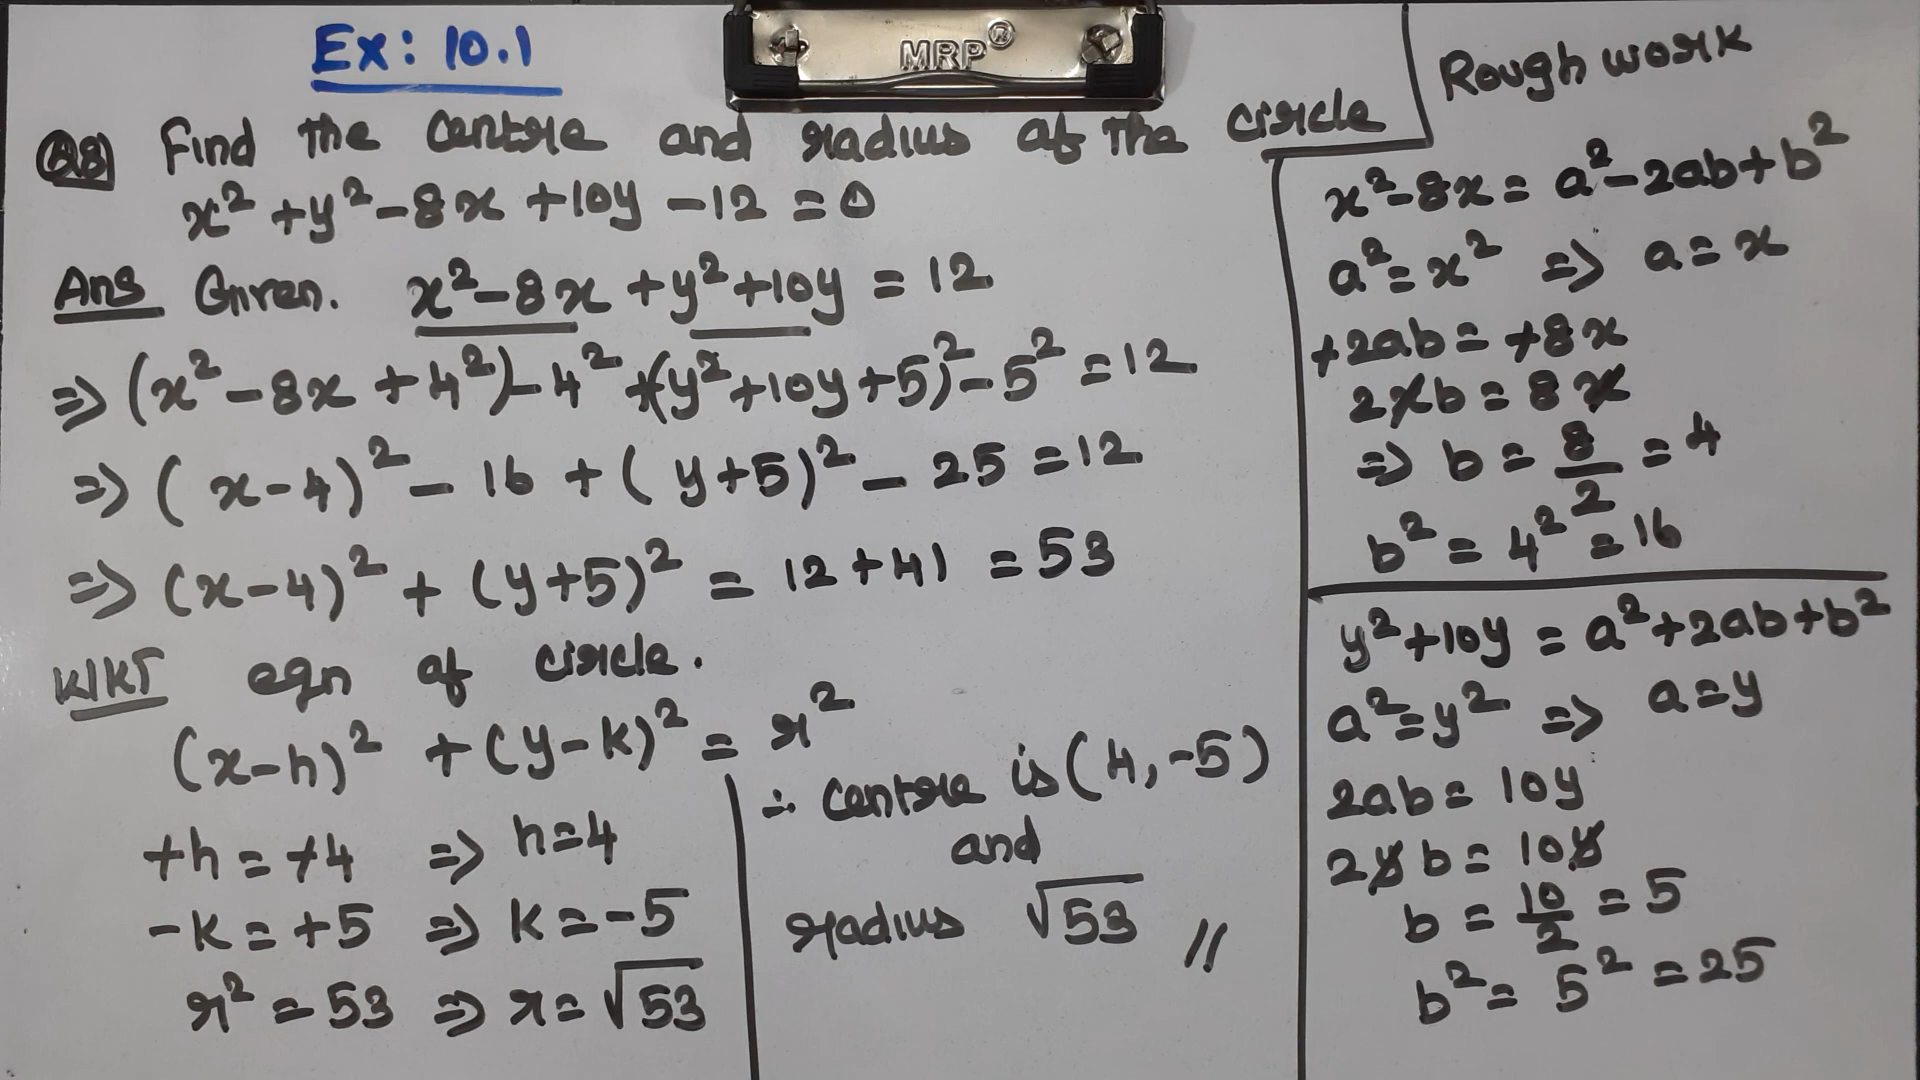 Ex: 10.1
MRP®
Q8) Find the centre and radius of the circle
x² + y² - 8x + 10y - 12 = 0
Ans Given. x² - 8x + y² + 10y = 12
⇒ (x² - 8x + 4²) - 4² + (y² + 10y + 5)² - 5² = 12
⇒ (x-4)² - 16 + (y+5)² - 25 = 12
⇒ (x-4)² + (y+5)² = 12 + 41 = 53
WKT eqn of circle.
(x-h)² + (y-k)² = r²
+h = +4 ⇒ h = 4
-k = +5 ⇒ k = -5
r² = 53 ⇒ r = √53
∴ centre is (4, -5)
and
radius √53 //
Rough work
x² - 8x = a² - 2ab + b²
a² = x² ⇒ a = x
+2ab = +8x
2xb = 8x
⇒ b = 8/2 = 4
b² = 4² = 16
y² + 10y = a² + 2ab + b²
a² = y² ⇒ a = y
2ab = 10y
2yb = 10y
b = 10/2 = 5
b² = 5² = 25